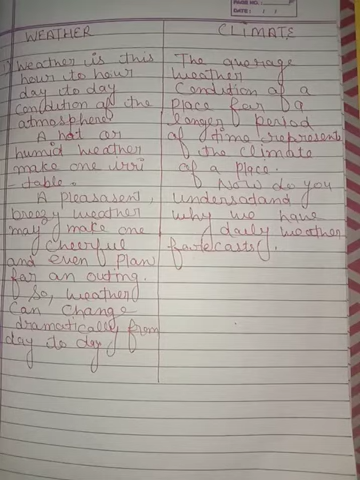 PAGE NO.:
DATE: / /
WEATHER
CLIMATE
1) Weather is this
hour to hour
day to day
condition of the
atmosphere
A hot or
humid weather
make one irri
-table.
A pleasasent,
breezy weather
may make one
cheerful
and even plan
for an outing.
So, weather
can change
dramatically from
day to day
The average
weather
Condition of a
place for a
longer period
of time represents
the climate
of a place.
Now do you
undersatand
why we have
daily weather
forecasts.